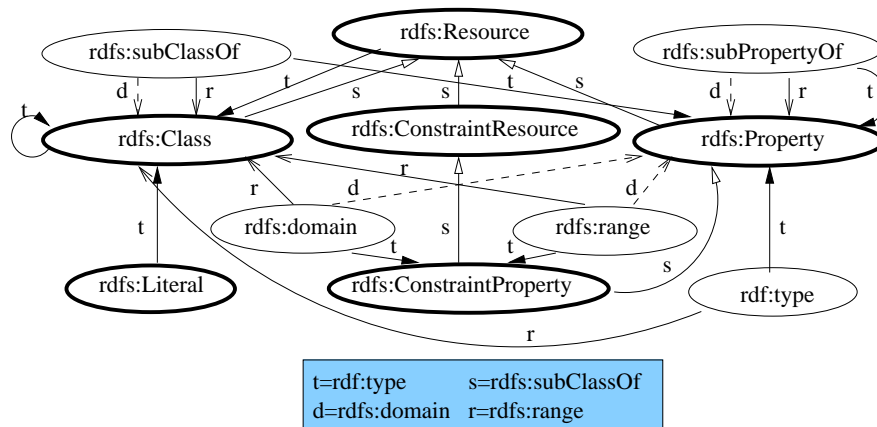 rdfs:Resource
rdfs:subClassOf
rdfs:subPropertyOf
t
t
d
r
s
s
s
d
r
t
t
rdfs:Class
rdfs:ConstraintResource
rdfs:Property
r
r
d
d
t
rdfs:domain
s
rdfs:range
t
t
t
s
rdfs:Literal
rdfs:ConstraintProperty
rdf:type
r
t=rdf:type s=rdfs:subClassOf
d=rdfs:domain r=rdfs:range